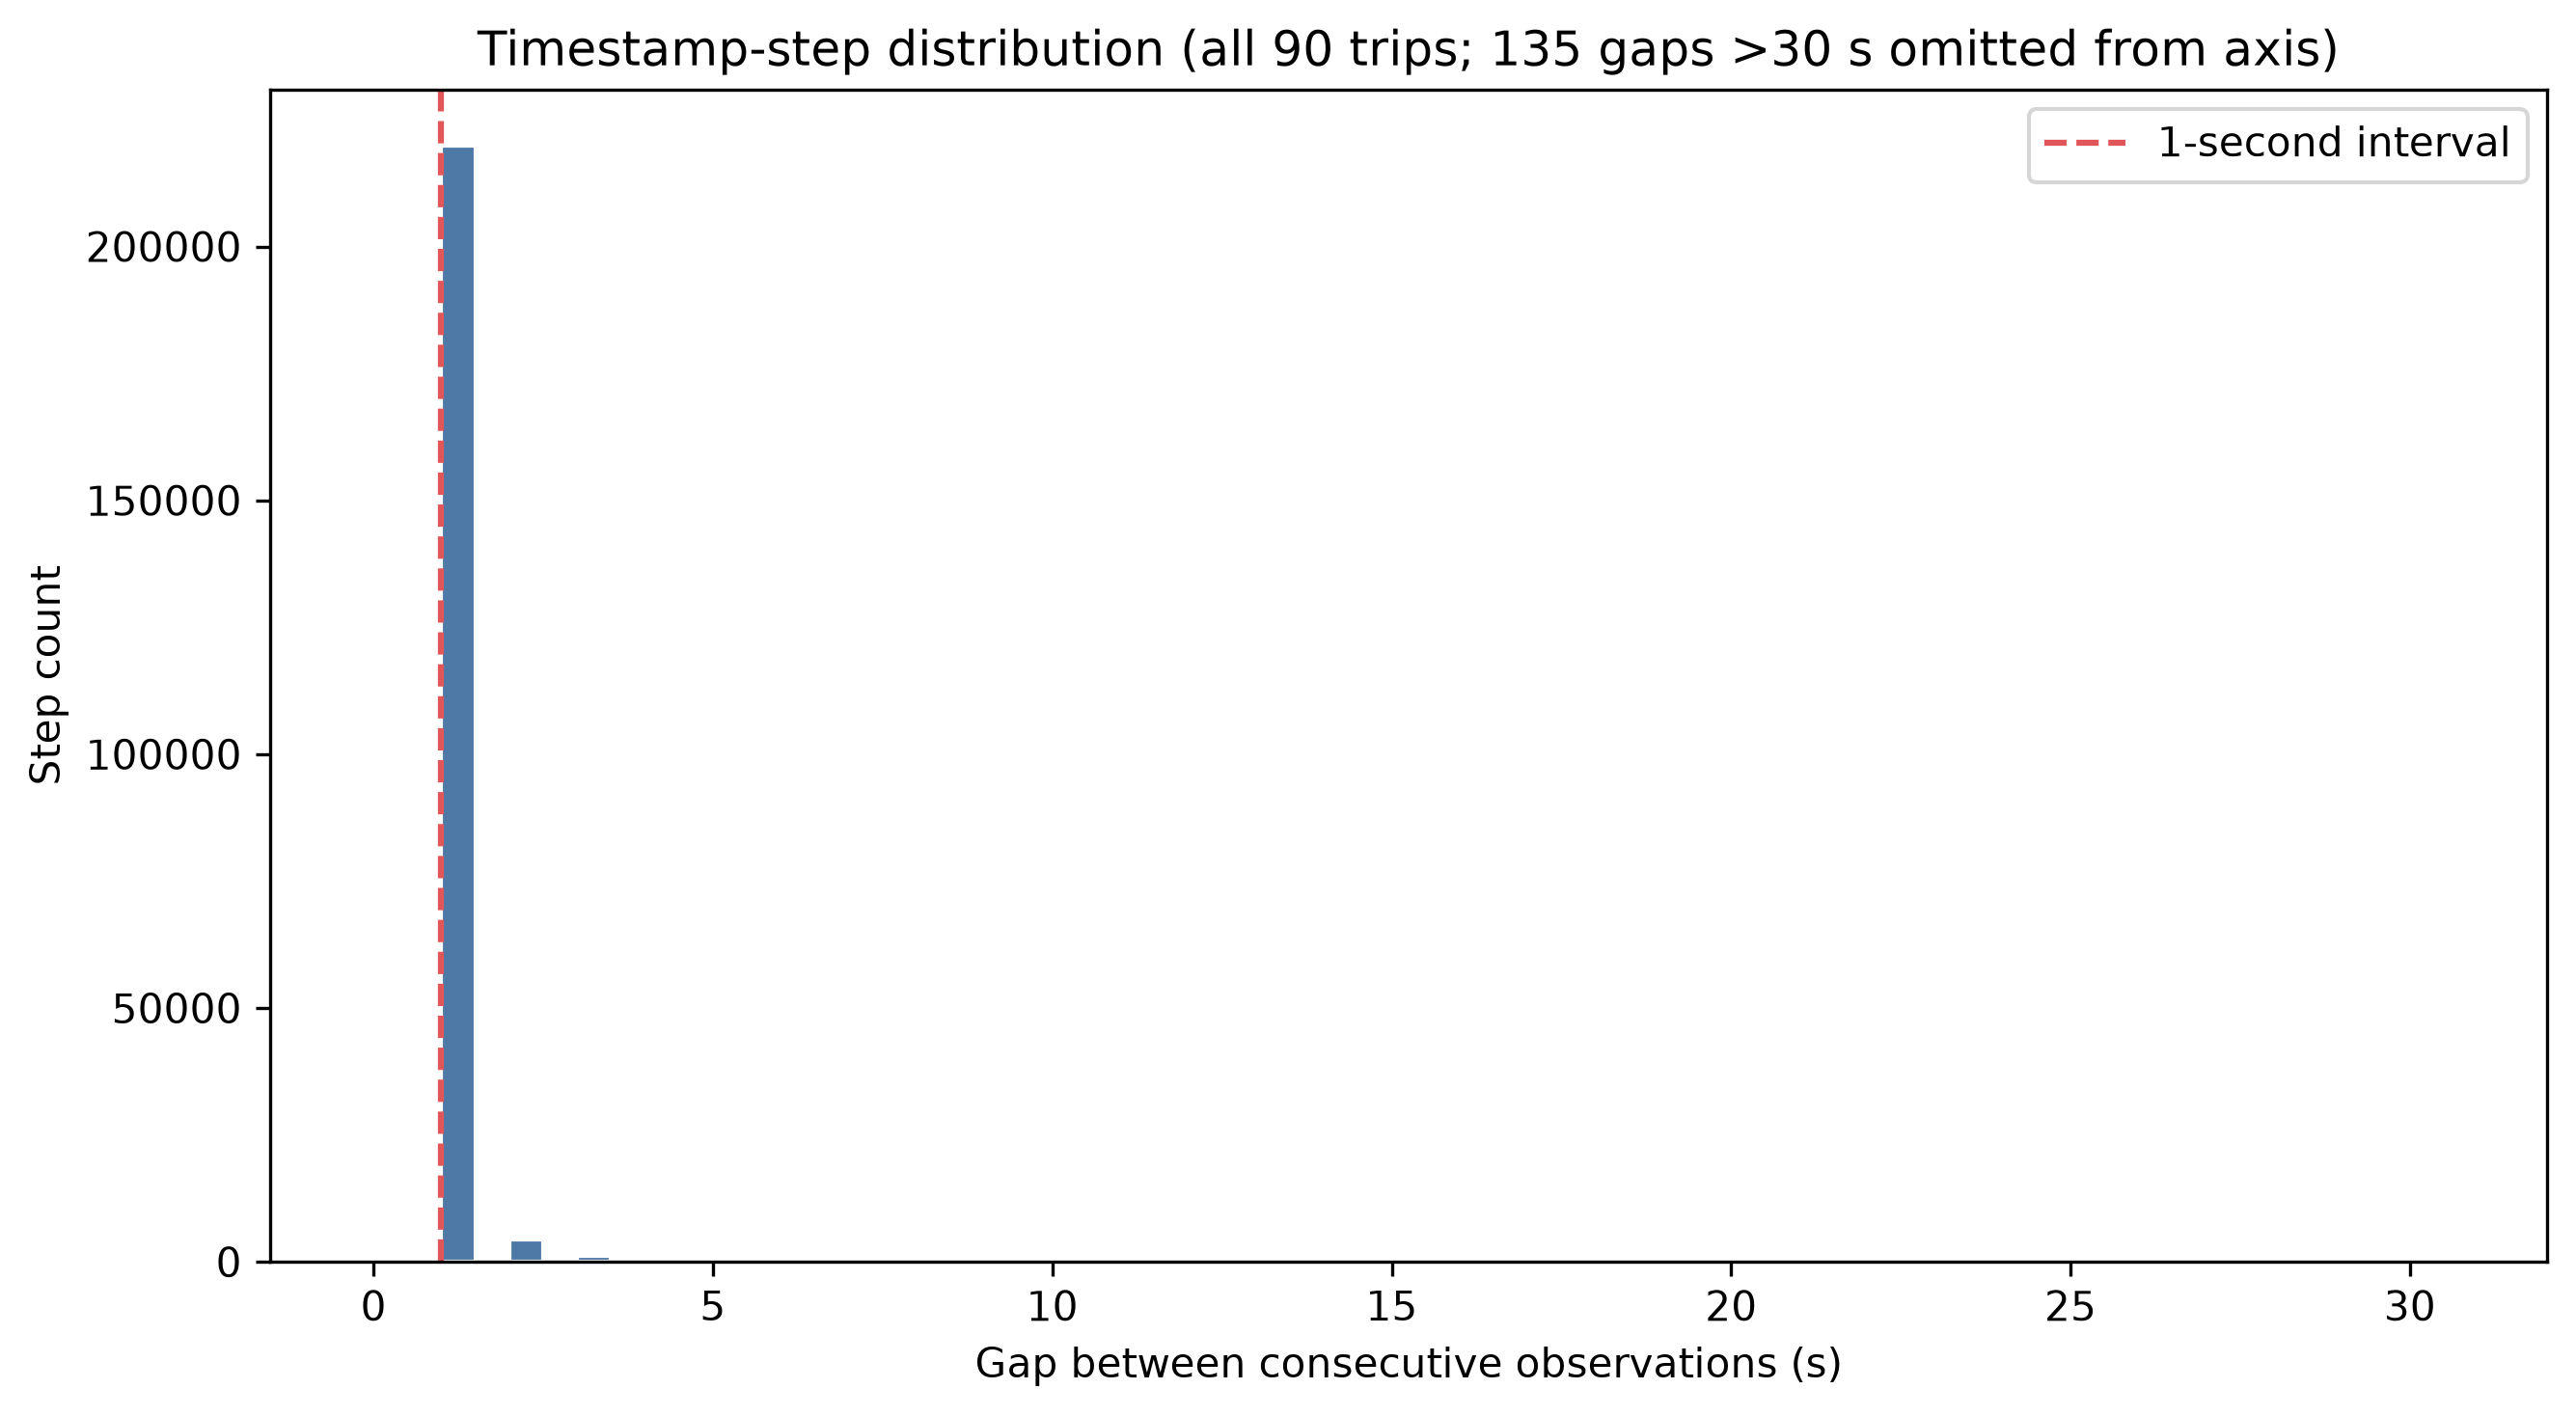 Timestamp-step distribution (all 90 trips; 135 gaps >30 s omitted from axis)
1-second interval
200000
150000
100000
50000
0
Step count
0 5 10 15 20 25 30
Gap between consecutive observations (s)